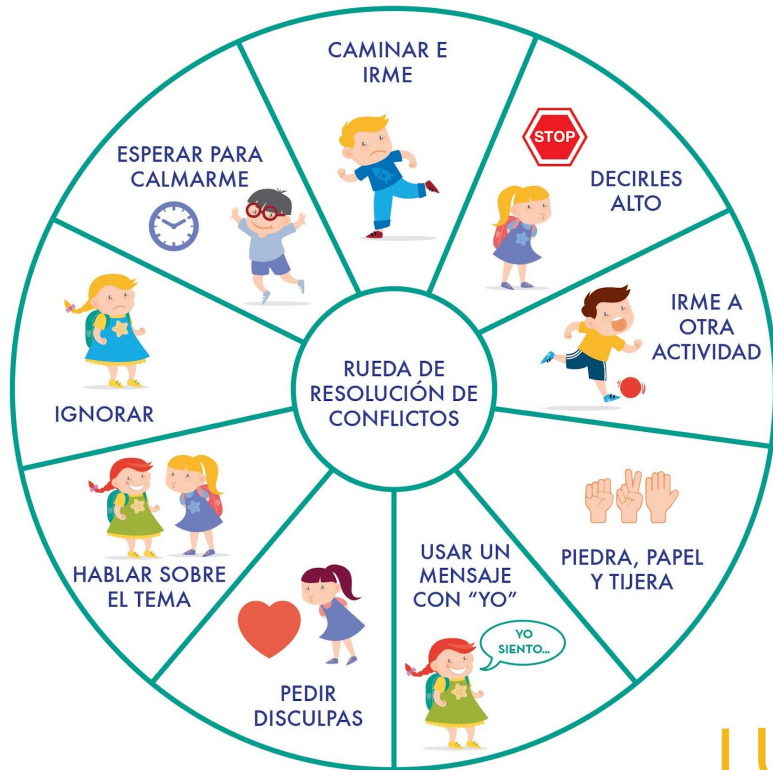 CAMINAR E
IRME
STOP
DECIRLES
ALTO
IRME A
OTRA
ACTIVIDAD
PIEDRA, PAPEL
Y TIJERA
USAR UN
MENSAJE
CON “YO”
YO
SIENTO...
PEDIR
DISCULPAS
HABLAR SOBRE
EL TEMA
IGNORAR
ESPERAR PARA
CALMARME
RUEDA DE
RESOLUCIÓN DE
CONFLICTOS